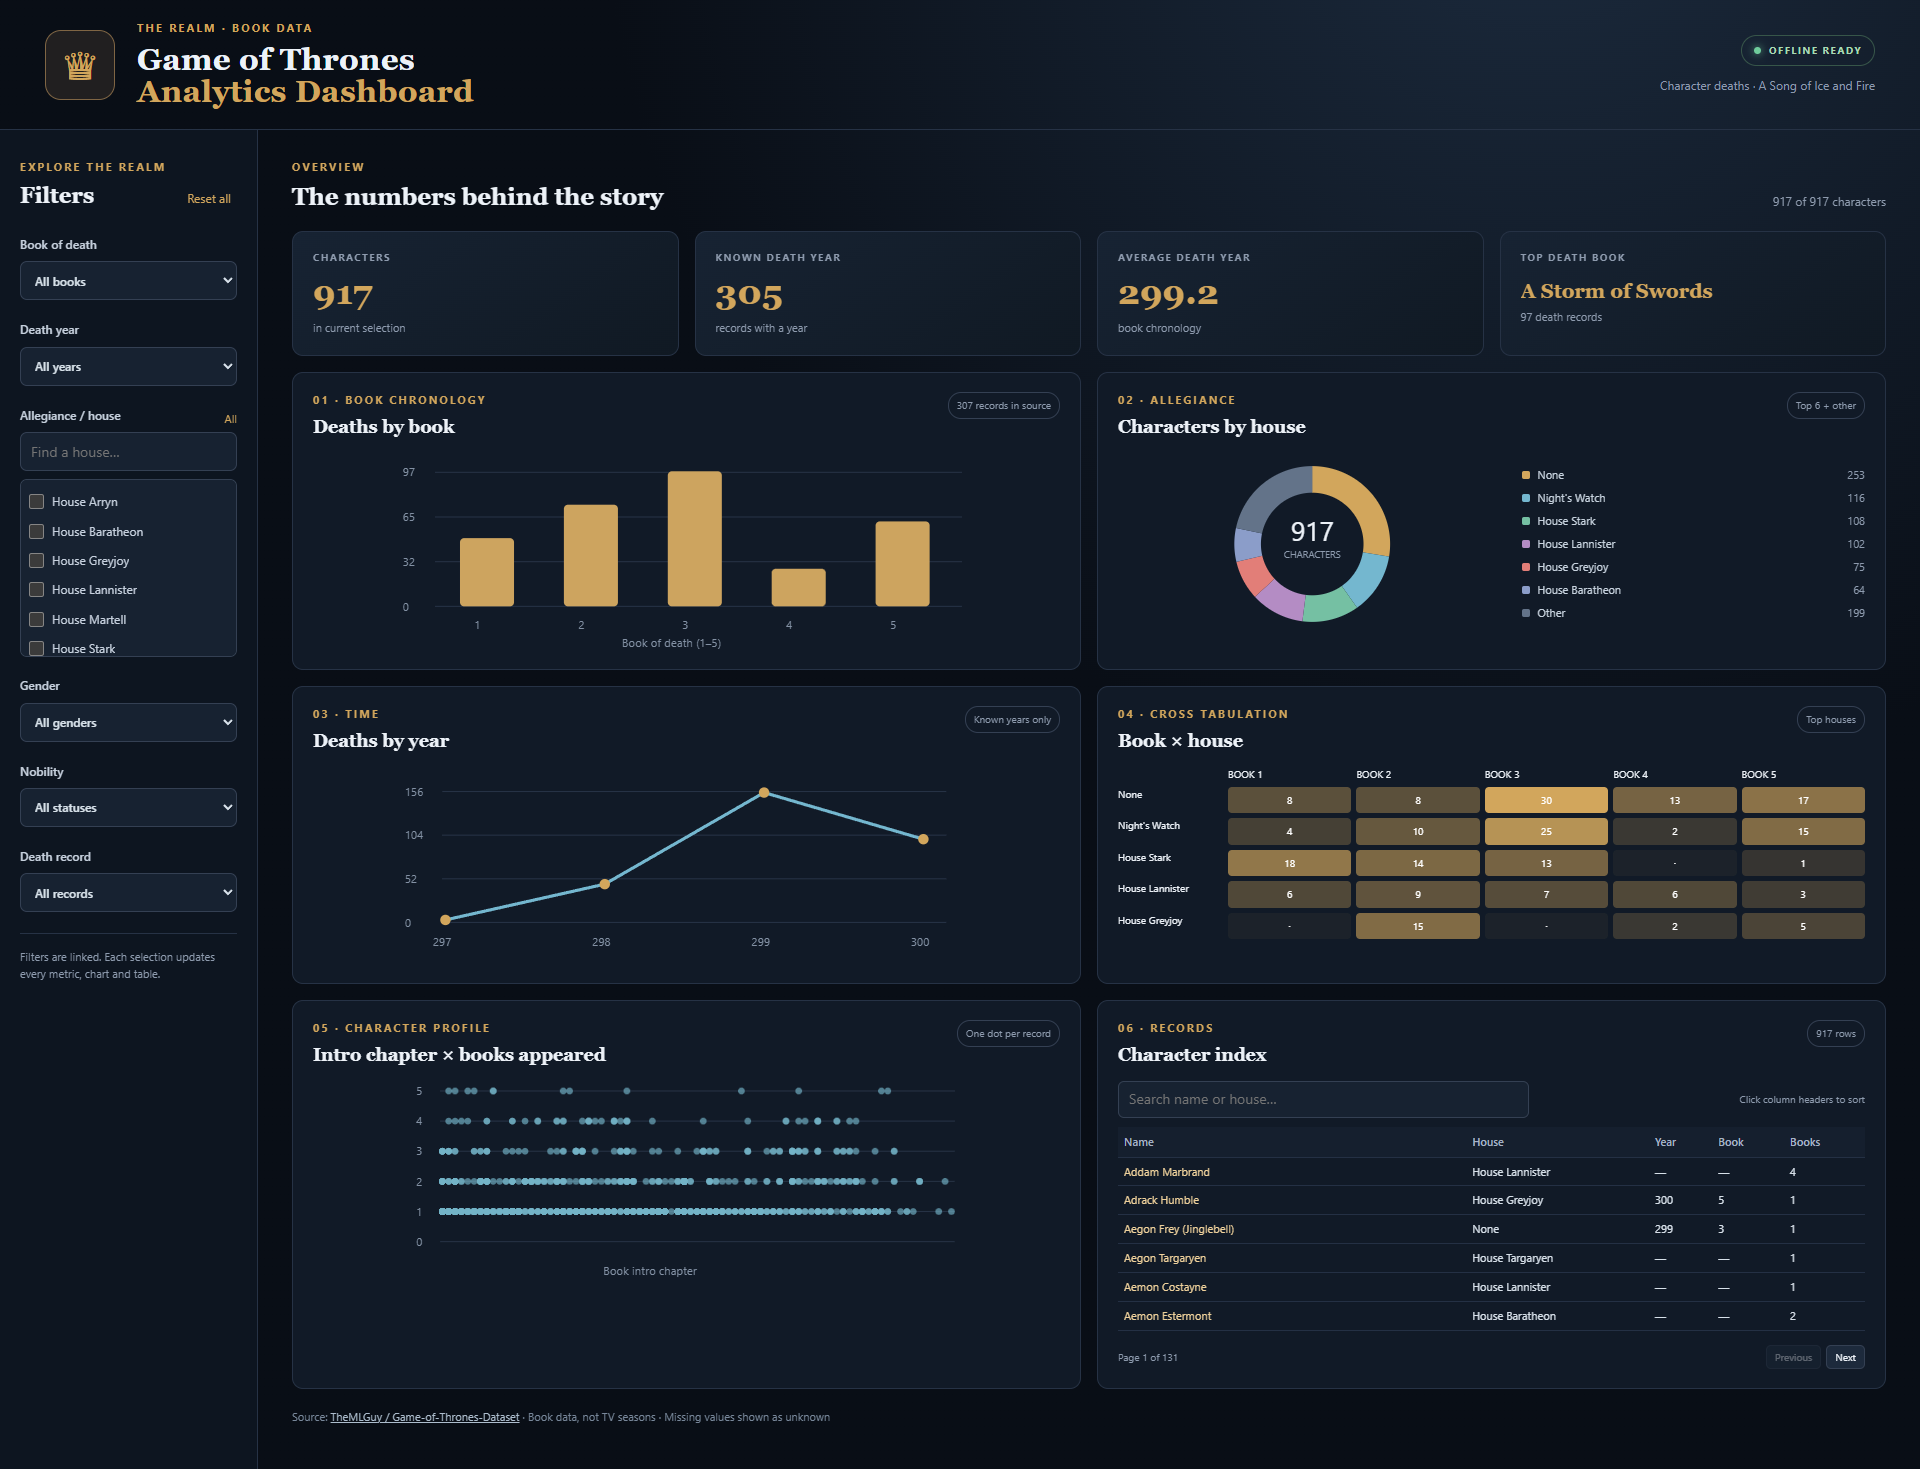 THE REALM · BOOK DATA
Game of Thrones
Analytics Dashboard
OFFLINE READY
Character deaths · A Song of Ice and Fire
EXPLORE THE REALM
Filters
Reset all
Book of death
All books
Death year
All years
Allegiance / house
All
Find a house...
House Arryn
House Baratheon
House Greyjoy
House Lannister
House Martell
House Stark
Gender
All genders
Nobility
All statuses
Death record
All records
Filters are linked. Each selection updates
every metric, chart and table.
OVERVIEW
The numbers behind the story
917 of 917 characters
CHARACTERS
917
in current selection
KNOWN DEATH YEAR
305
records with a year
AVERAGE DEATH YEAR
299.2
book chronology
TOP DEATH BOOK
A Storm of Swords
97 death records
01 · BOOK CHRONOLOGY
Deaths by book
307 records in source
97
65
32
0
1 2 3 4 5
Book of death (1–5)
02 · ALLEGIANCE
Characters by house
Top 6 + other
917
CHARACTERS
None 253
Night's Watch 116
House Stark 108
House Lannister 102
House Greyjoy 75
House Baratheon 64
Other 199
03 · TIME
Deaths by year
Known years only
156
104
52
0
297 298 299 300
04 · CROSS TABULATION
Book × house
Top houses
BOOK 1 BOOK 2 BOOK 3 BOOK 4 BOOK 5
None 8 8 30 13 17
Night's Watch 4 10 25 2 15
House Stark 18 14 13 · 1
House Lannister 6 9 7 6 3
House Greyjoy · 15 · 2 5
05 · CHARACTER PROFILE
Intro chapter × books appeared
One dot per record
5
4
3
2
1
0
Book intro chapter
06 · RECORDS
Character index
917 rows
Search name or house...
Click column headers to sort
Name House Year Book Books
Addam Marbrand House Lannister — — 4
Adrack Humble House Greyjoy 300 5 1
Aegon Frey (Jinglebell) None 299 3 1
Aegon Targaryen House Targaryen — — 1
Aemon Costayne House Lannister — — 1
Aemon Estermont House Baratheon — — 2
Page 1 of 131
Previous
Next
Source: TheMLGuy / Game-of-Thrones-Dataset · Book data, not TV seasons · Missing values shown as unknown